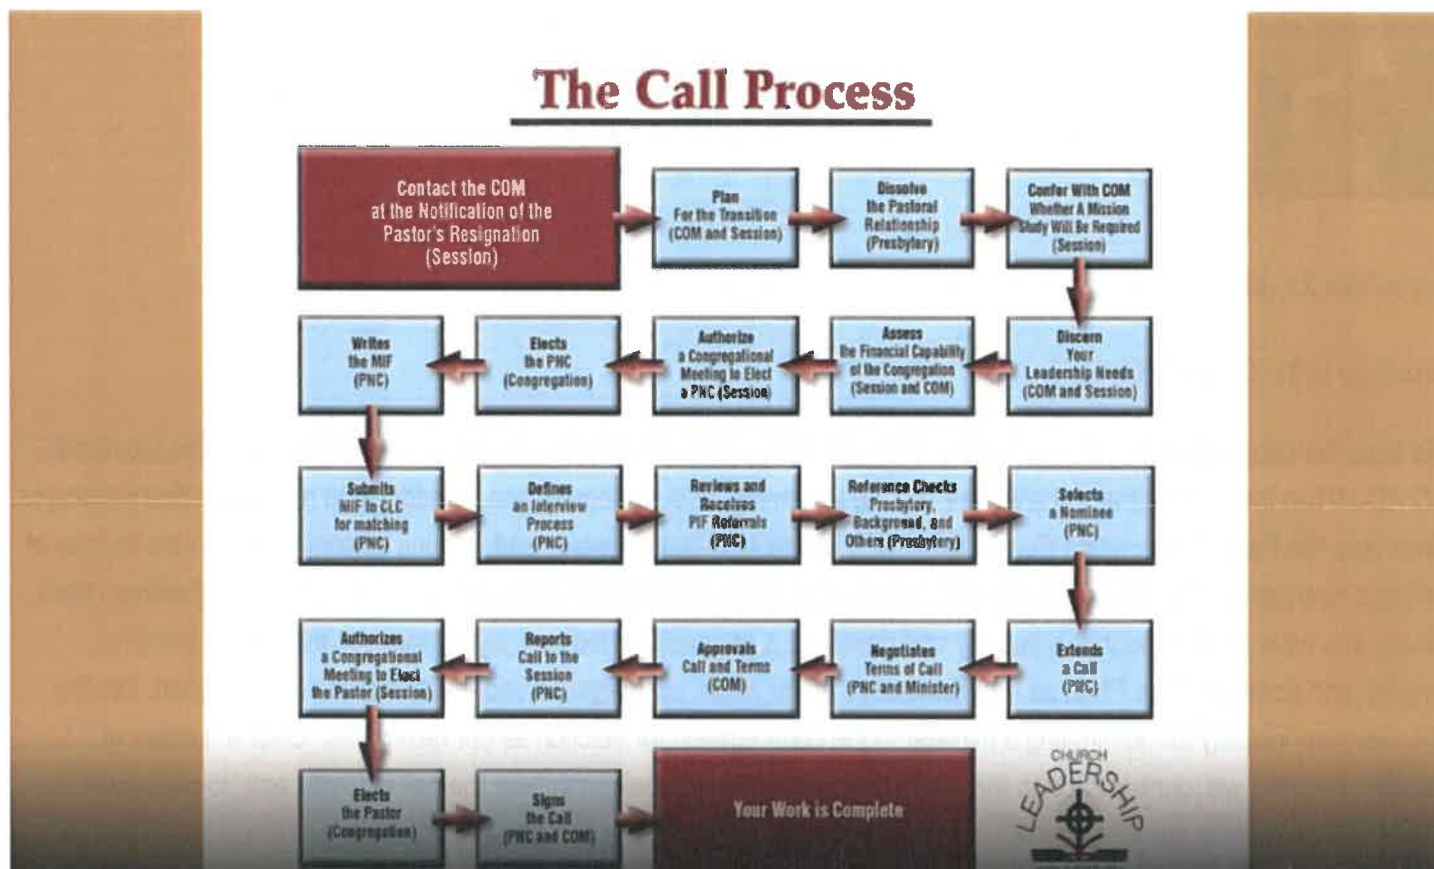 The Call Process
Contact the COM
at the Notification of the
Pastor's Resignation
(Session)
Plan
For the Transition
(COM and Session)
Dissolve
the Pastoral
Relationship
(Presbytery)
Confer With COM
Whether A Mission
Study Will Be Required
(Session)
Discern
Your
Leadership Needs
(COM and Session)
Assess
the Financial Capability
of the Congregation
(Session and COM)
Authorize
a Congregational
Meeting to Elect
a PNC (Session)
Elects
the PNC
(Congregation)
Writes
the MIF
(PNC)
Submits
MIF to CLC
for matching
(PNC)
Defines
an Interview
Process
(PNC)
Reviews and
Receives
PIF Referrals
(PNC)
Reference Checks
Presbytery,
Background, and
Others (Presbytery)
Selects
a Nominee
(PNC)
Extends
a Call
(PNC)
Negotiates
Terms of Call
(PNC and Minister)
Approvals
Call and Terms
(COM)
Reports
Call to the
Session
(PNC)
Authorizes
a Congregational
Meeting to Elect
the Pastor (Session)
Elects
the Pastor
(Congregation)
Signs
the Call
(PNC and COM)
Your Work is Complete
CHURCH
LEADERSHIP